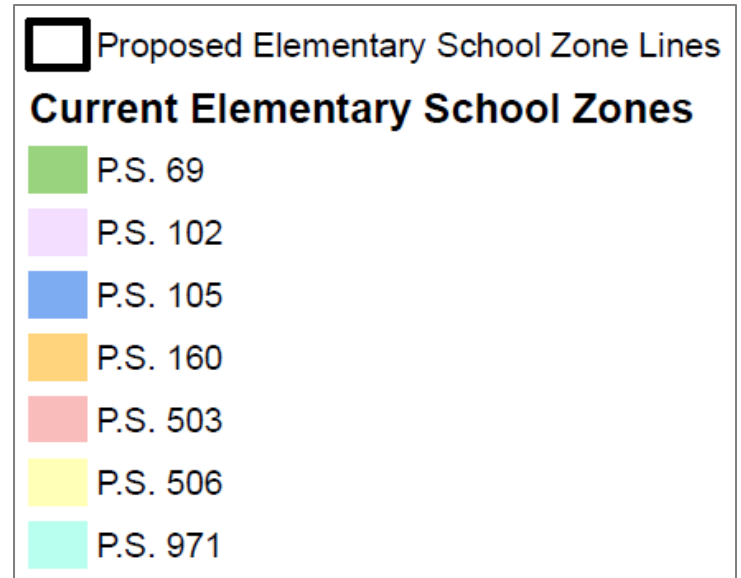 Proposed Elementary School Zone Lines
Current Elementary School Zones
P.S. 69
P.S. 102
P.S. 105
P.S. 160
P.S. 503
P.S. 506
P.S. 971